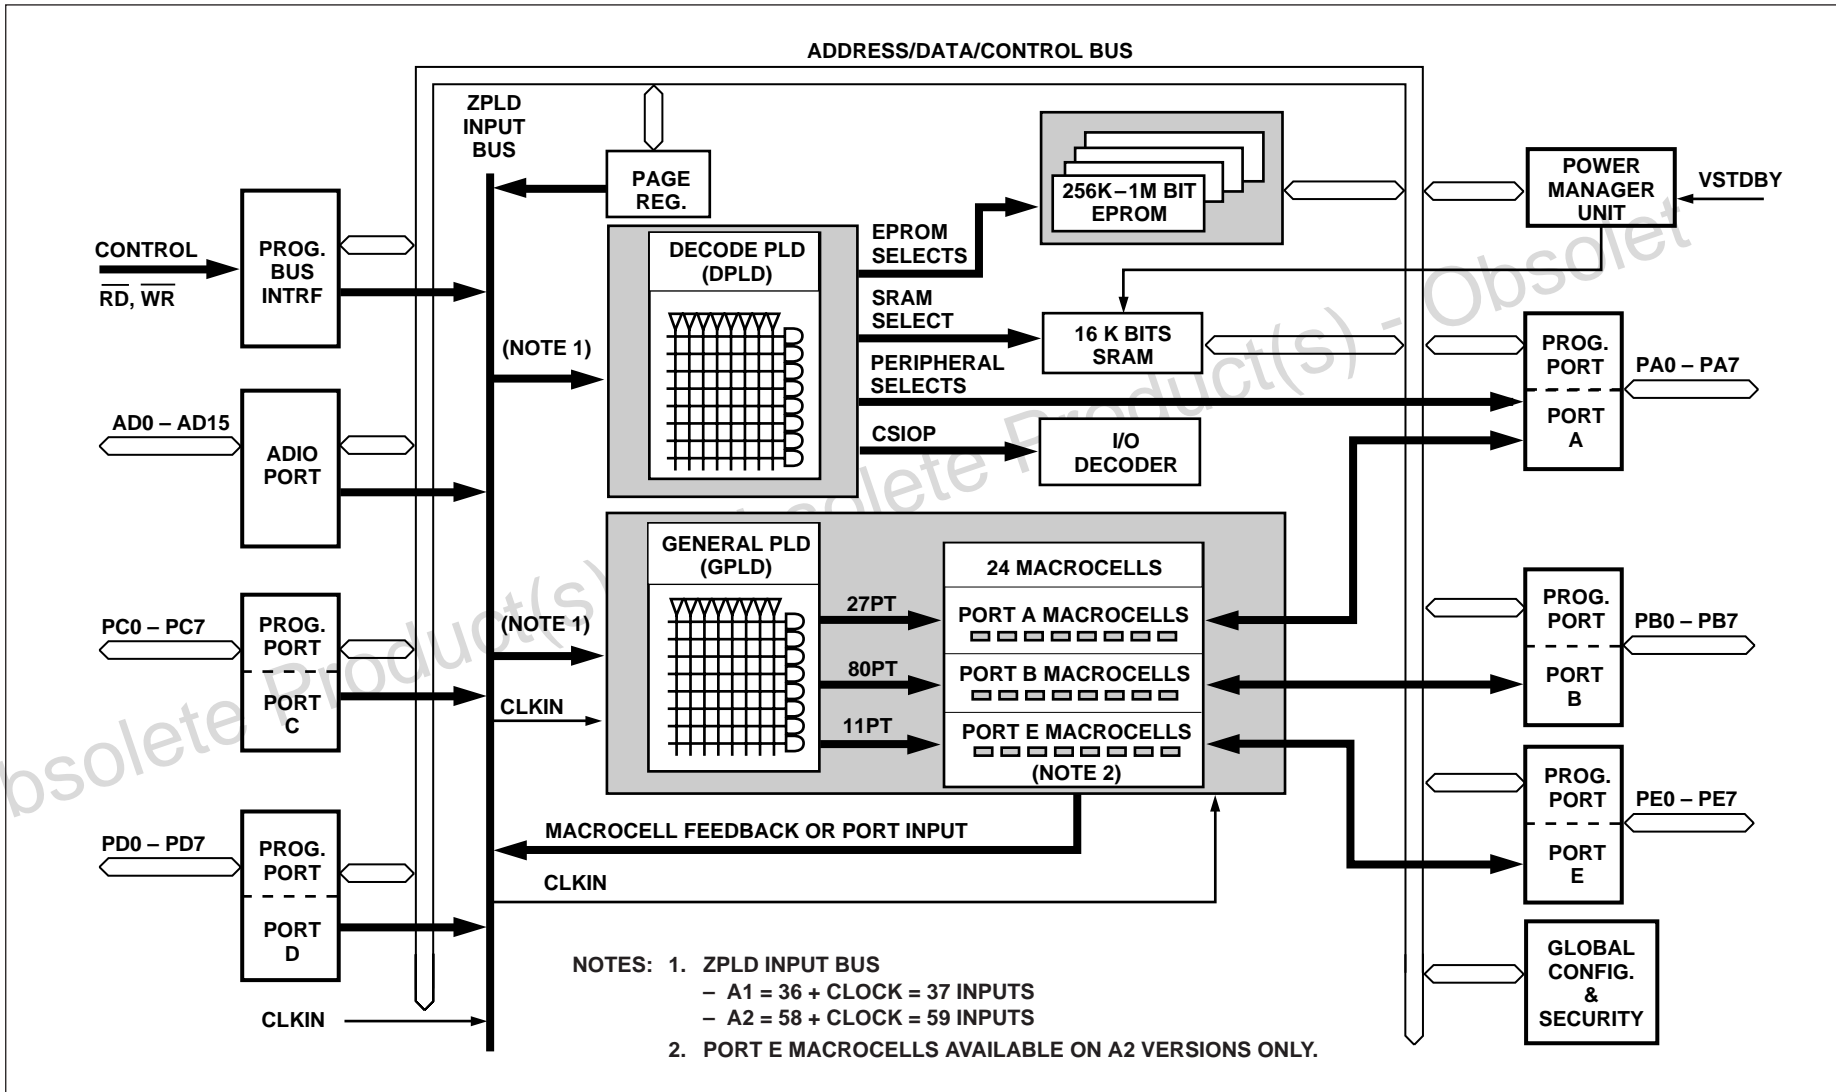 ADDRESS/DATA/CONTROL BUS
ZPLD
INPUT
BUS
PAGE
REG.
256K–1M BIT
EPROM
POWER
MANAGER
UNIT
VSTDBY
CONTROL
RD, WR
PROG.
BUS
INTRF
DECODE PLD
(DPLD)
EPROM
SELECTS
SRAM
SELECT
16 K BITS
SRAM
PERIPHERAL
SELECTS
CSIOP
I/O
DECODER
(NOTE 1)
PROG.
PORT
PORT
A
PA0 – PA7
AD0 – AD15
ADIO
PORT
GENERAL PLD
(GPLD)
27PT
80PT
11PT
24 MACROCELLS
PORT A MACROCELLS
PORT B MACROCELLS
PORT E MACROCELLS
(NOTE 2)
PC0 – PC7
PROG.
PORT
PORT
C
(NOTE 1)
CLKIN
PROG.
PORT
PORT
B
PB0 – PB7
PROG.
PORT
PORT
E
PE0 – PE7
MACROCELL FEEDBACK OR PORT INPUT
CLKIN
PD0 – PD7
PROG.
PORT
PORT
D
CLKIN
GLOBAL
CONFIG.
&
SECURITY
NOTES: 1. ZPLD INPUT BUS
– A1 = 36 + CLOCK = 37 INPUTS
– A2 = 58 + CLOCK = 59 INPUTS
2. PORT E MACROCELLS AVAILABLE ON A2 VERSIONS ONLY.
bsolete Product(s)
bsolete Product(s) - Obsolet